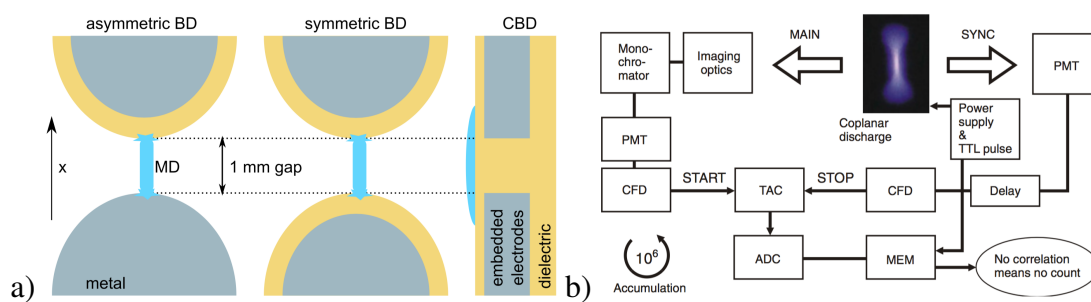 asymmetric BD
symmetric BD
CBD
x
MD
1 mm gap
metal
embedded
electrodes
dielectric
a)
MAIN
SYNC
Mono-
chro-
mator
Imaging
optics
PMT
Coplanar
discharge
Power
supply
&
TTL pulse
PMT
CFD
START
TAC
STOP
CFD
Delay
10⁶
Accumulation
ADC
MEM
No correlation
means no count
b)